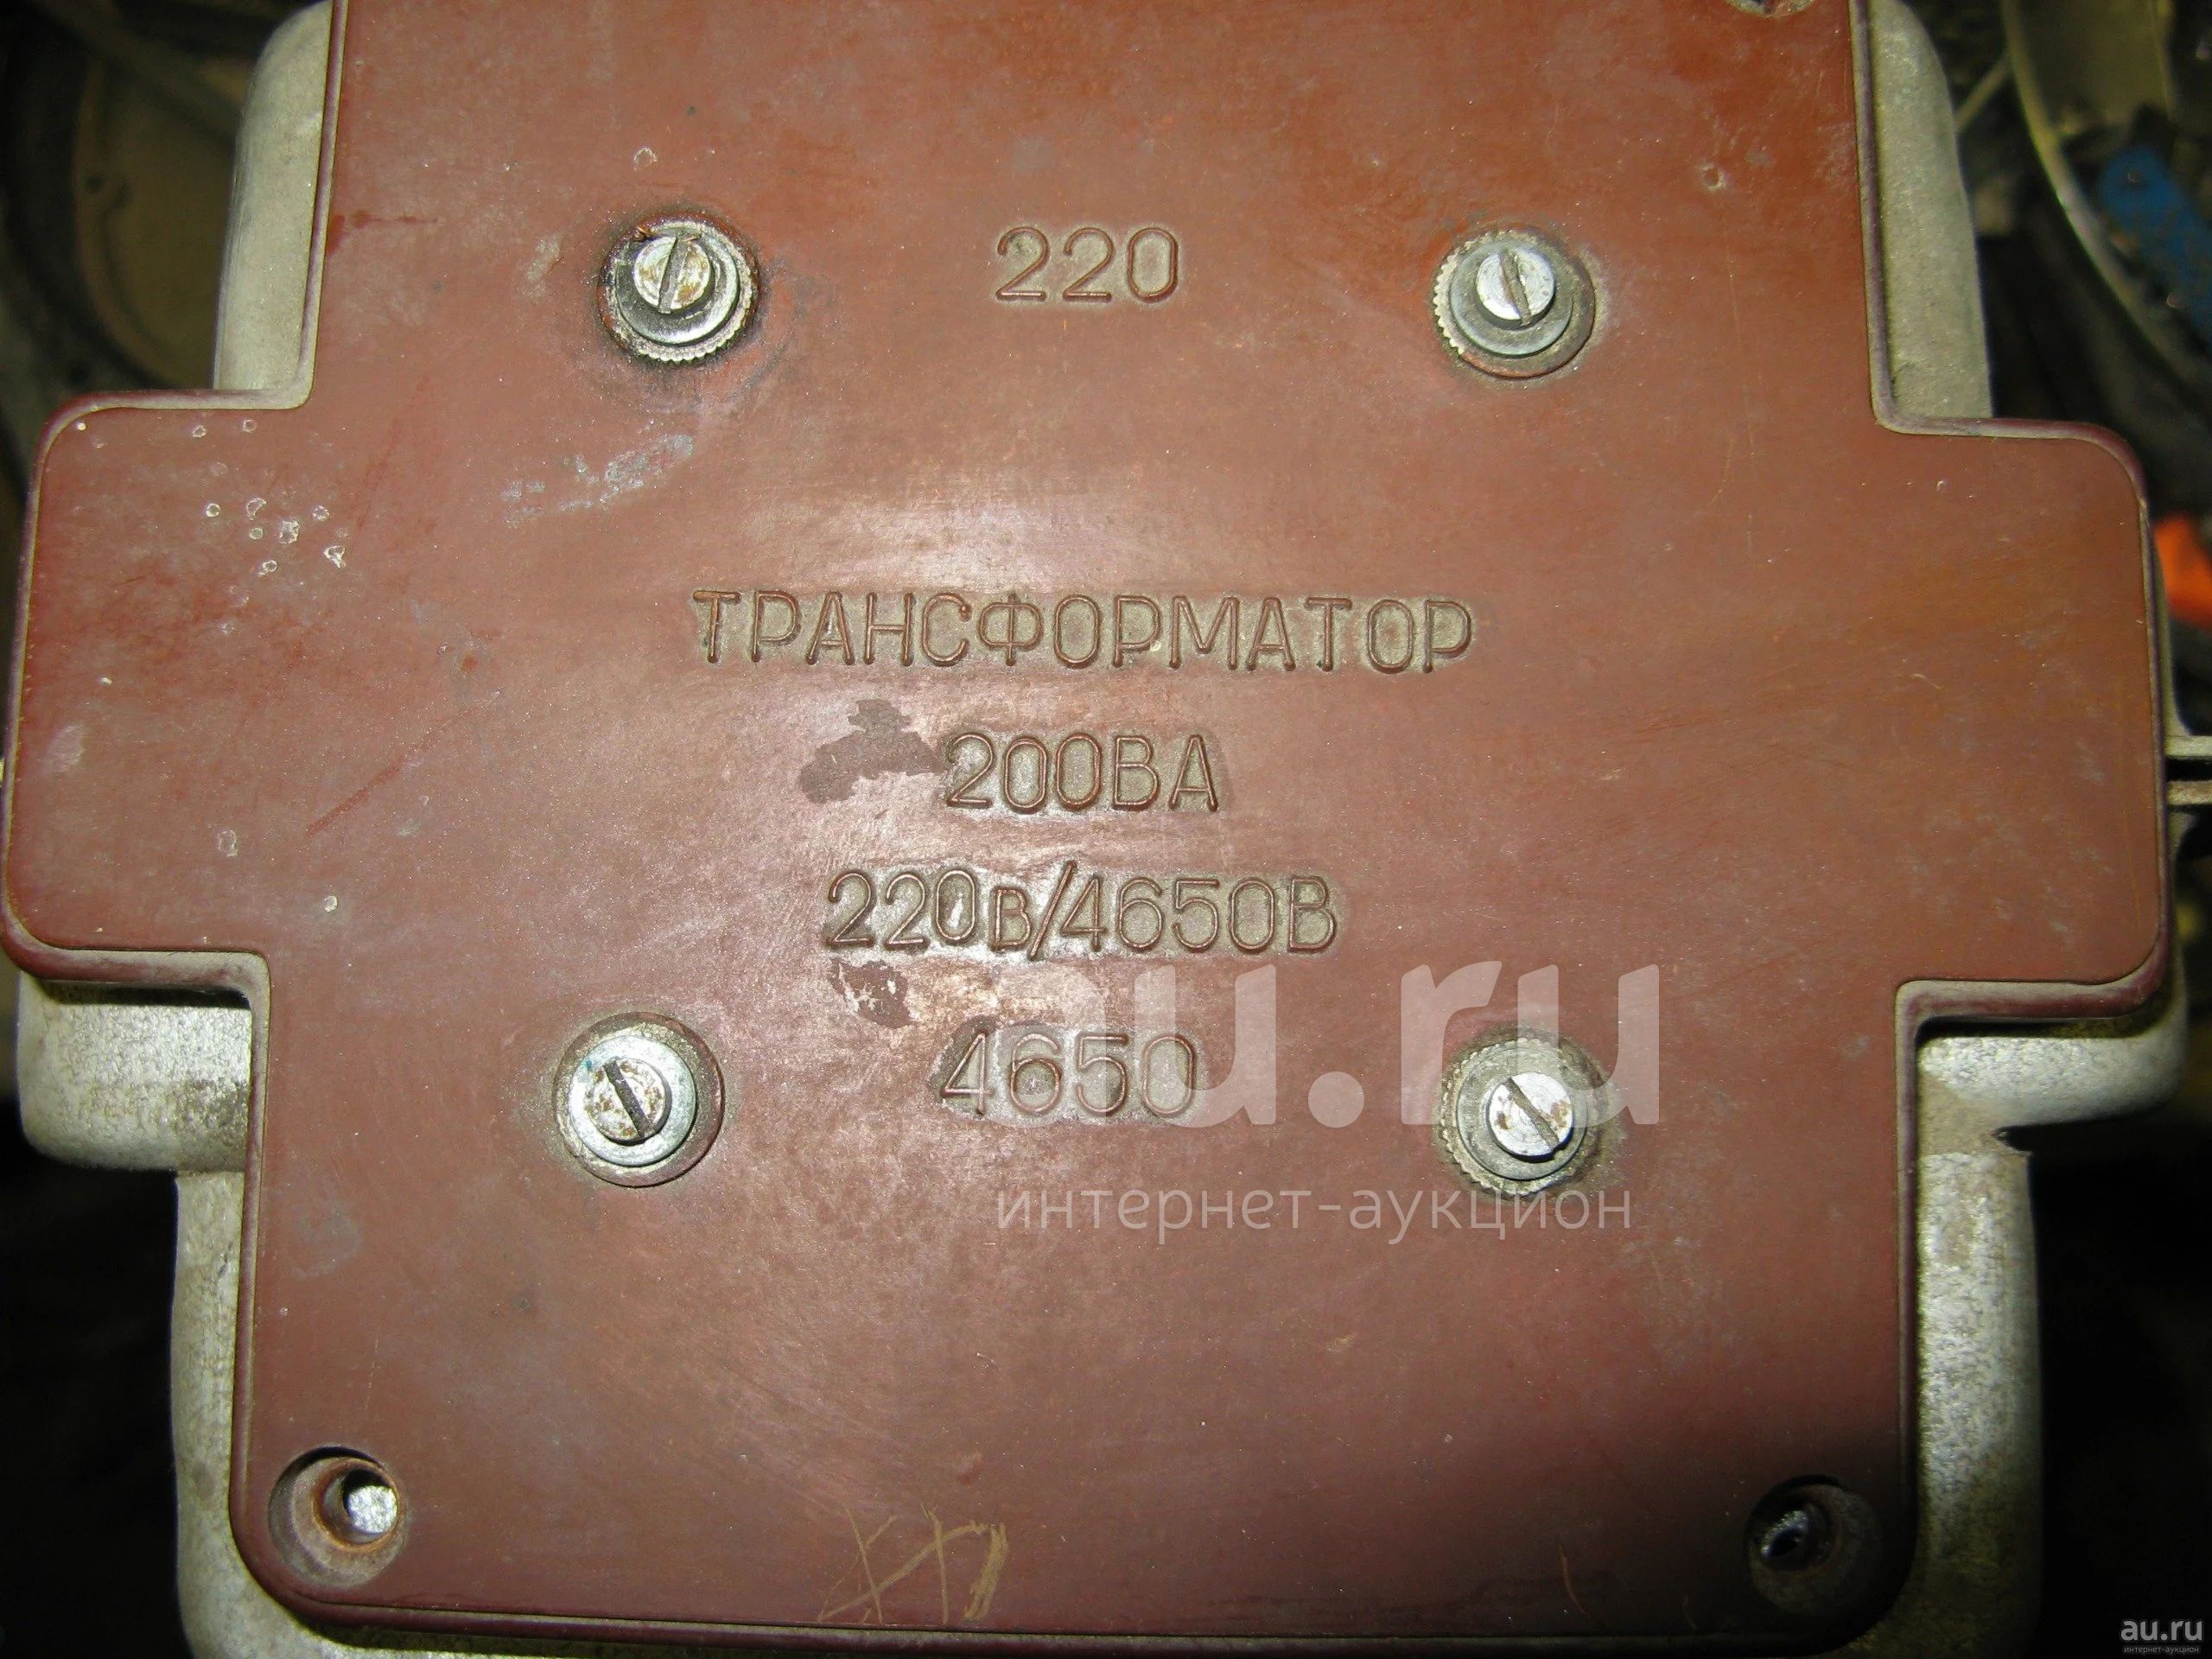 220
ТРАНСФОРМАТОР
200ВА
220в/4650В
4650
au.ru
интернет-аукцион
au.ru
интернет-аукцион